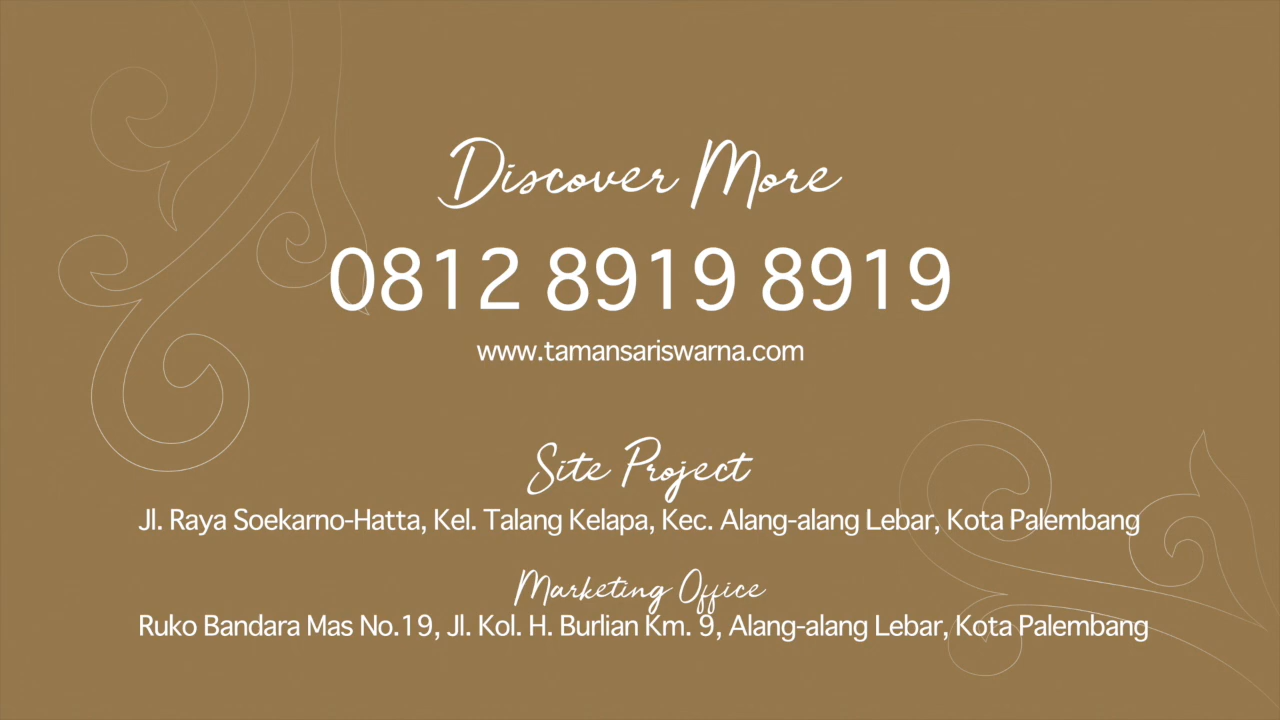 Discover More
0812 8919 8919
www.tamansariswarna.com
Site Project
Jl. Raya Soekarno-Hatta, Kel. Talang Kelapa, Kec. Alang-alang Lebar, Kota Palembang
Marketing Office
Ruko Bandara Mas No.19, Jl. Kol. H. Burlian Km. 9, Alang-alang Lebar, Kota Palembang